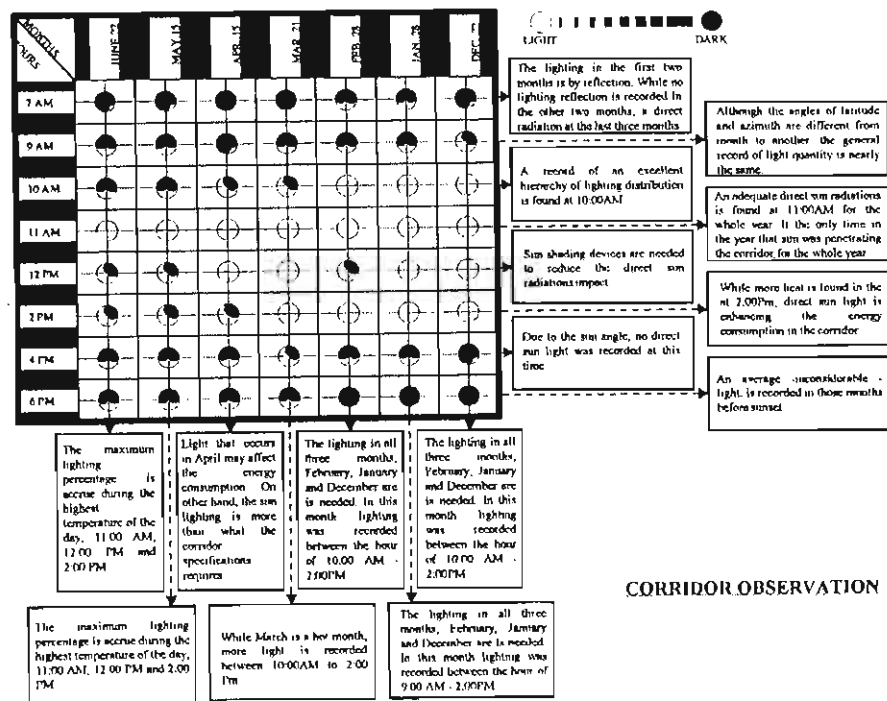 MONTHS
OURS
JUNE 22
MAY 15
APR. 15
MAR. 21
FEB. 28
JAN. 28
DEC.
LIGHT
DARK
7 AM
9 AM
10 AM
11 AM
12 PM
2 PM
4 PM
6 PM
The lighting in the first two
months is by reflection. While no
lighting reflection is recorded In
the other two months, a direct
radiation at the last three months
Although the angles of latitude
and azimuth are different from
month to another the general
record of light quantity is nearly
the same.
A record of an excellent
hierarchy of lighting distribution
is found at 10:00AM
An adequate direct sun radiations
is found at 11:00AM for the
whole year. It the only time in
the year that sun was penetrating
the corridor for the whole year
Sun shading devices are needed
to reduce the direct sun
radiations impact
While more heat is found in the
at 2.00Pm, direct sun light is
enhancing the energy
consumption in the corridor
Due to the sun angle, no direct
sun light was recorded at this
time
An average -inconsiderable -
light, is recorded in those months
before sunset
The maximum
lighting
percentage is
accrue during the
highest
temperature of the
day, 11:00 AM,
12:00 PM and
2:00 PM
Light that occurs
in April may affect
the energy
consumption On
other hand, the sun
lighting is more
than what the
corridor
specifications
requires
The lighting in all
three months,
February, January
and December are
is needed. In this
month lighting
was recorded
between the hour
of 10.00 AM -
2:00PM
The lighting in all
three months,
February, January
and December are
is needed. In this
month lighting
was recorded
between the hour
of 10:00 AM -
2:00PM
CORRIDOR OBSERVATION
The maximum lighting
percentage is accrue during the
highest temperature of the day,
11:00 AM, 12 00 PM and 2.00
PM
While March is a hot month,
more light is recorded
between 10:00AM to 2:00
Pm
The lighting in all three
months, February, January
and December are is needed.
In this month lighting was
recorded between the hour of
9:00 AM - 2.00PM